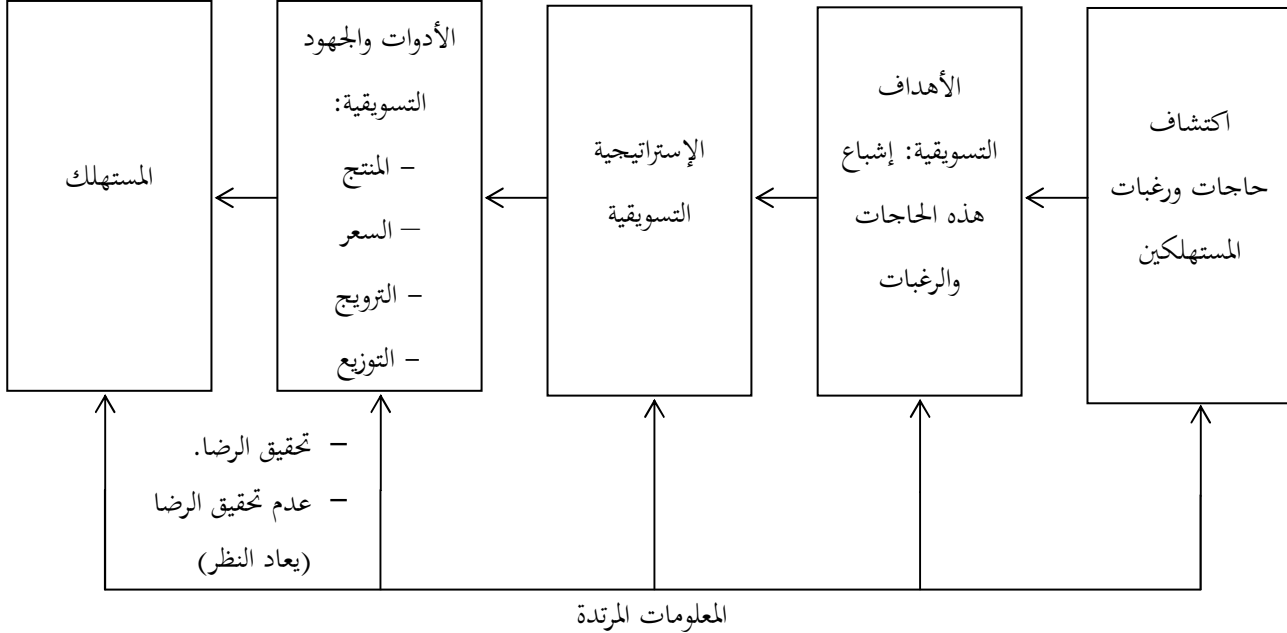 اكتشاف
حاجات ورغبات
المستهلكين
الأهداف
التسويقية: إشباع
هذه الحاجات
والرغبات
الإستراتيجية
التسويقية
الأدوات والجهود
التسويقية:
– المنتج
– السعر
– الترويج
– التوزيع
المستهلك
– تحقيق الرضا.
– عدم تحقيق الرضا
(يعاد النظر)
المعلومات المرتدة